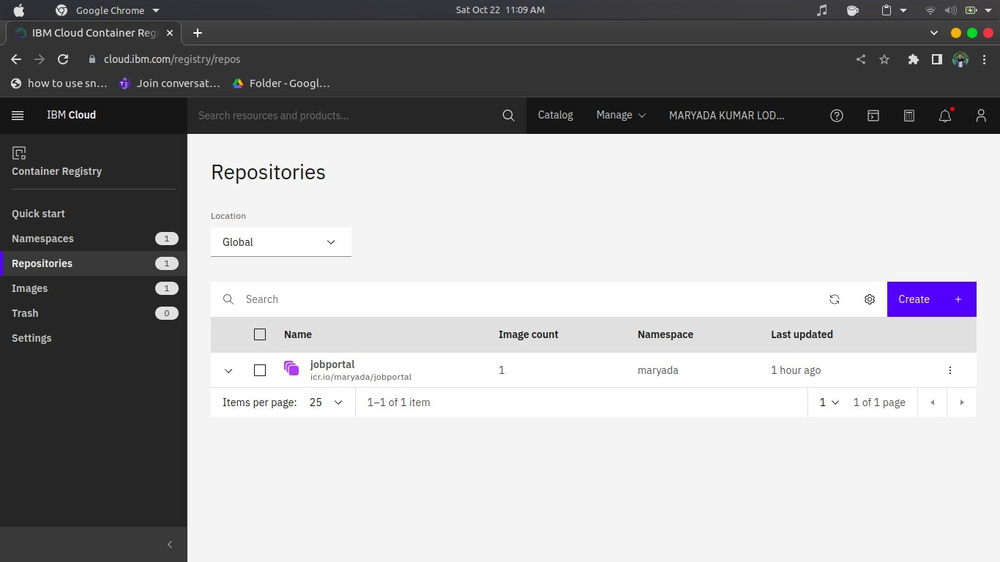 Google Chrome
Sat Oct 22 11:09 AM
IBM Cloud Container Reg
cloud.ibm.com/registry/repos
how to use sn...
Join conversat...
Folder - Googl...
IBM Cloud
Search resources and products...
Catalog
Manage
MARYADA KUMAR LOD...
Container Registry
Quick start
Namespaces 1
Repositories 1
Images 1
Trash 0
Settings
Repositories
Location
Global
Search
Create +
Name Image count Namespace Last updated
jobportal 1 maryada 1 hour ago
icr.io/maryada/jobportal
Items per page: 25 1–1 of 1 item 1 1 of 1 page